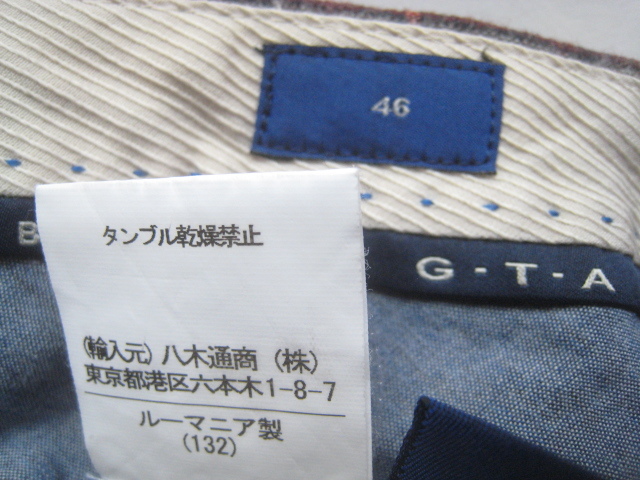 46
B
G-T-A
タンブル乾燥禁止
(輸入元) 八木通商 (株)
東京都港区六本木1-8-7
ルーマニア製
(132)